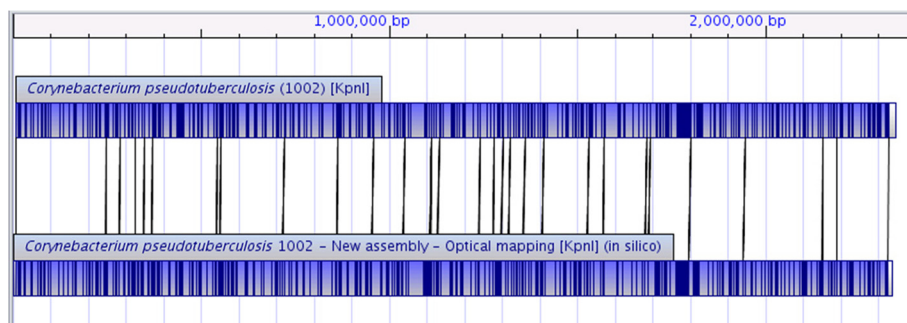 1,000,000 bp 2,000,000 bp
Corynebacterium pseudotuberculosis (1002) [KpnI]
Corynebacterium pseudotuberculosis 1002 – New assembly – Optical mapping [KpnI] (in silico)